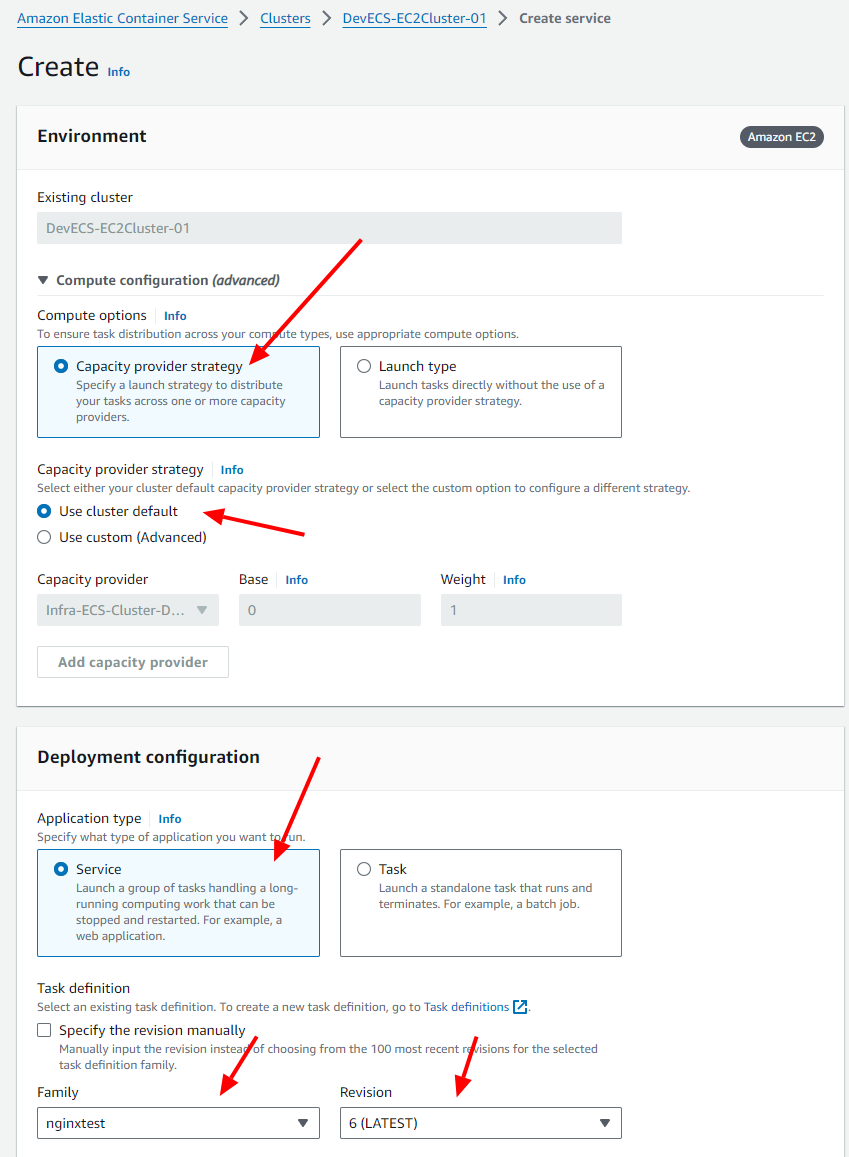 Amazon Elastic Container Service > Clusters > DevECS-EC2Cluster-01 > Create service
Create Info
Environment Amazon EC2
Existing cluster
DevECS-EC2Cluster-01
Compute configuration (advanced)
Compute options Info
To ensure task distribution across your compute types, use appropriate compute options.
Capacity provider strategy
Specify a launch strategy to distribute
your tasks across one or more capacity
providers.
Launch type
Launch tasks directly without the use of a
capacity provider strategy.
Capacity provider strategy Info
Select either your cluster default capacity provider strategy or select the custom option to configure a different strategy.
Use cluster default
Use custom (Advanced)
Capacity provider Base Info Weight Info
Infra-ECS-Cluster-D... 0 1
Add capacity provider
Deployment configuration
Application type Info
Specify what type of application you want to run.
Service
Launch a group of tasks handling a long-
running computing work that can be
stopped and restarted. For example, a
web application.
Task
Launch a standalone task that runs and
terminates. For example, a batch job.
Task definition
Select an existing task definition. To create a new task definition, go to Task definitions.
Specify the revision manually
Manually input the revision instead of choosing from the 100 most recent revisions for the selected
task definition family.
Family Revision
nginxtest 6 (LATEST)